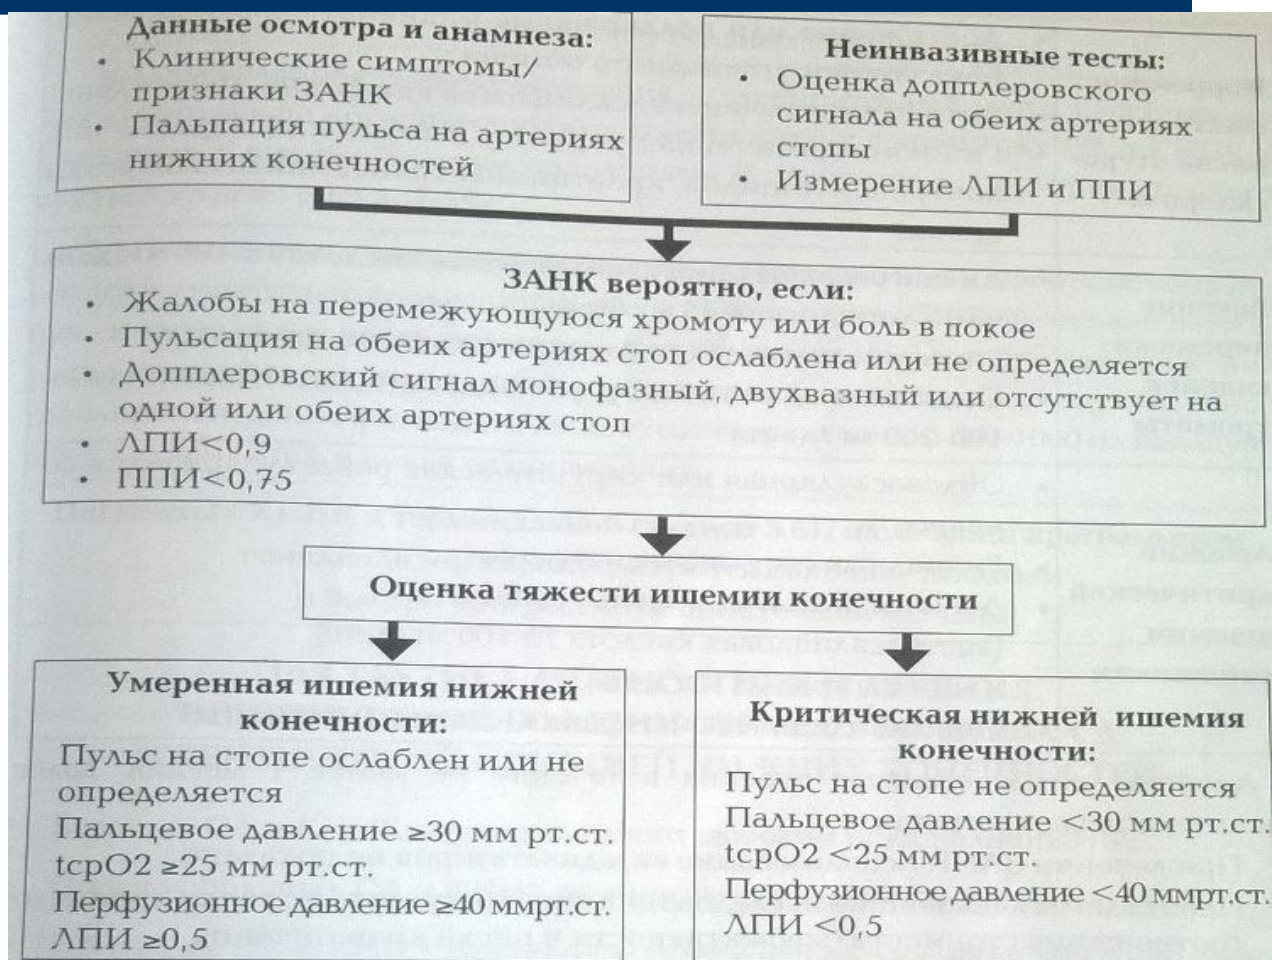 Данные осмотра и анамнеза:
• Клинические симптомы/
признаки ЗАНК
• Пальпация пульса на артериях
нижних конечностей
Неинвазивные тесты:
• Оценка допплеровского
сигнала на обеих артериях
стопы
• Измерение ЛПИ и ППИ
ЗАНК вероятно, если:
• Жалобы на перемежующуюся хромоту или боль в покое
• Пульсация на обеих артериях стоп ослаблена или не определяется
• Допплеровский сигнал монофазный, двухвазный или отсутствует на
одной или обеих артериях стоп
• ЛПИ<0,9
• ППИ<0,75
Оценка тяжести ишемии конечности
Умеренная ишемия нижней
конечности:
Пульс на стопе ослаблен или не
определяется
Пальцевое давление ≥30 мм рт.ст.
tcpO2 ≥25 мм рт.ст.
Перфузионное давление ≥40 ммрт.ст.
ЛПИ ≥0,5
Критическая нижней ишемия
конечности:
Пульс на стопе не определяется
Пальцевое давление <30 мм рт.ст.
tcpO2 <25 мм рт.ст.
Перфузионное давление <40 ммрт.ст.
ЛПИ <0,5